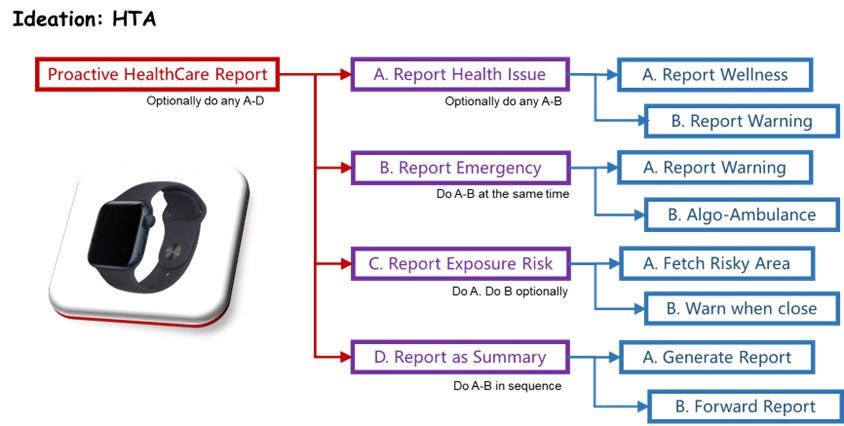 Ideation: HTA
Proactive HealthCare Report
Optionally do any A-D
A. Report Health Issue
Optionally do any A-B
A. Report Wellness
B. Report Warning
B. Report Emergency
Do A-B at the same time
A. Report Warning
B. Algo-Ambulance
C. Report Exposure Risk
Do A. Do B optionally
A. Fetch Risky Area
B. Warn when close
D. Report as Summary
Do A-B in sequence
A. Generate Report
B. Forward Report